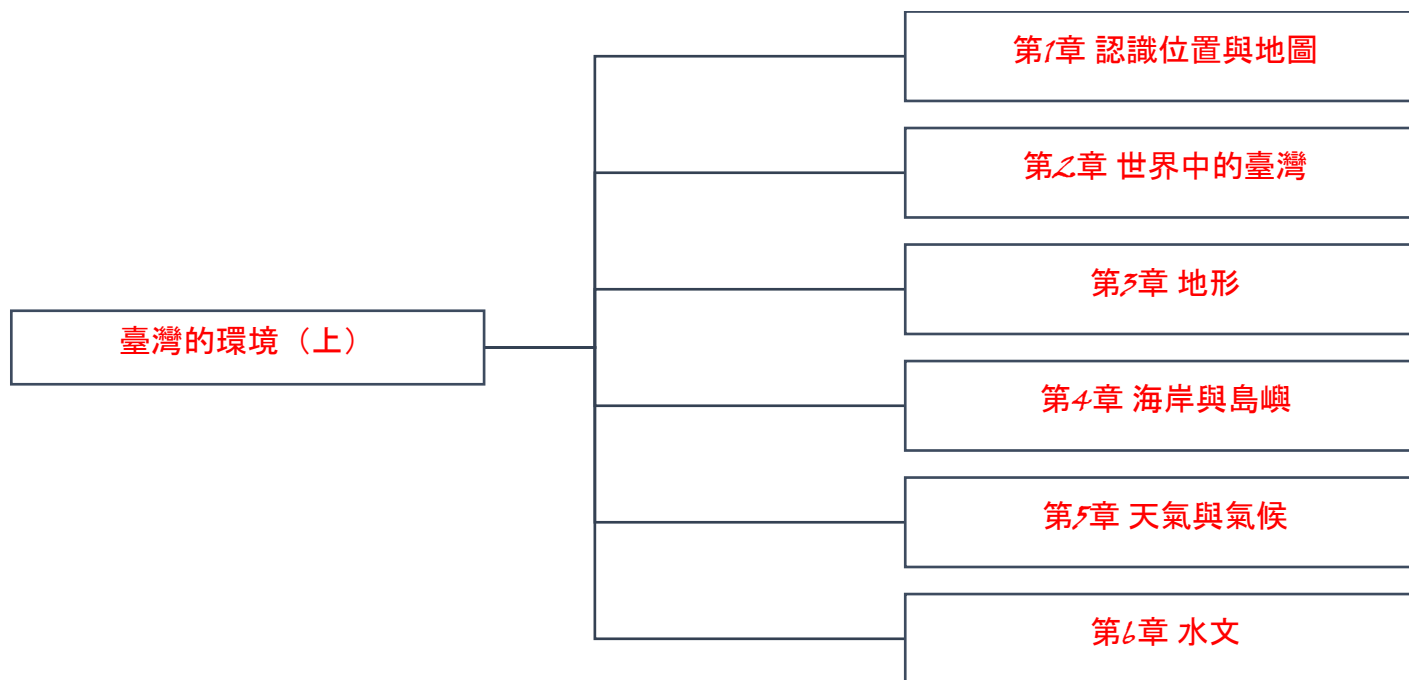 臺灣的環境（上）
第1章 認識位置與地圖
第2章 世界中的臺灣
第3章 地形
第4章 海岸與島嶼
第5章 天氣與氣候
第6章 水文